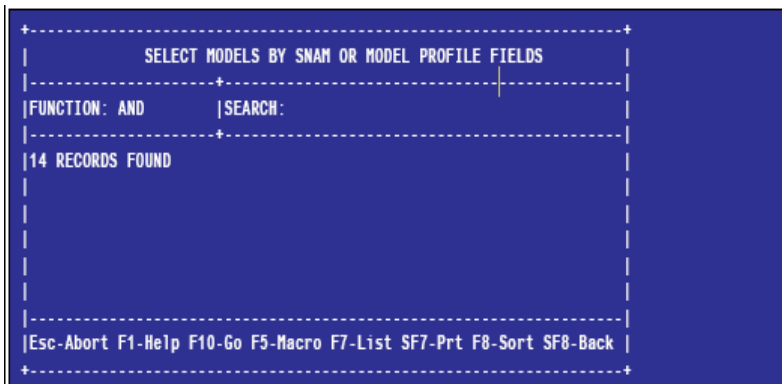 SELECT MODELS BY SNAM OR MODEL PROFILE FIELDS
FUNCTION: AND |SEARCH:
14 RECORDS FOUND
Esc-Abort F1-Help F10-Go F5-Macro F7-List SF7-Prt F8-Sort SF8-Back